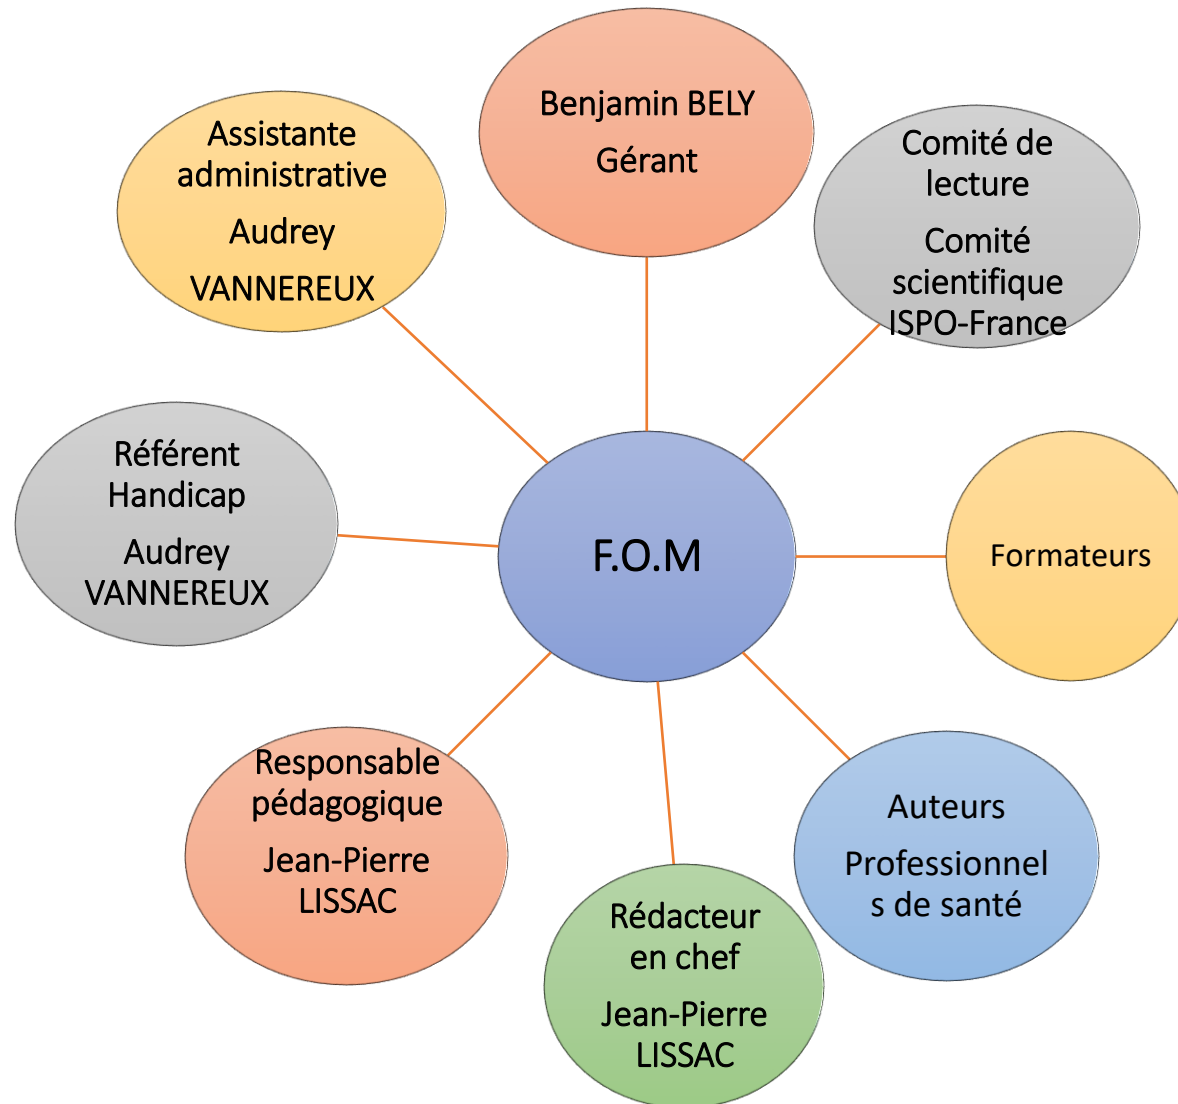 Benjamin BELY
Gérant
Comité de
lecture
Comité
scientifique
ISPO-France
Formateurs
Auteurs
Professionnel
s de santé
Rédacteur
en chef
Jean-Pierre
LISSAC
Responsable
pédagogique
Jean-Pierre
LISSAC
Référent
Handicap
Audrey
VANNEREUX
Assistante
administrative
Audrey
VANNEREUX
F.O.M